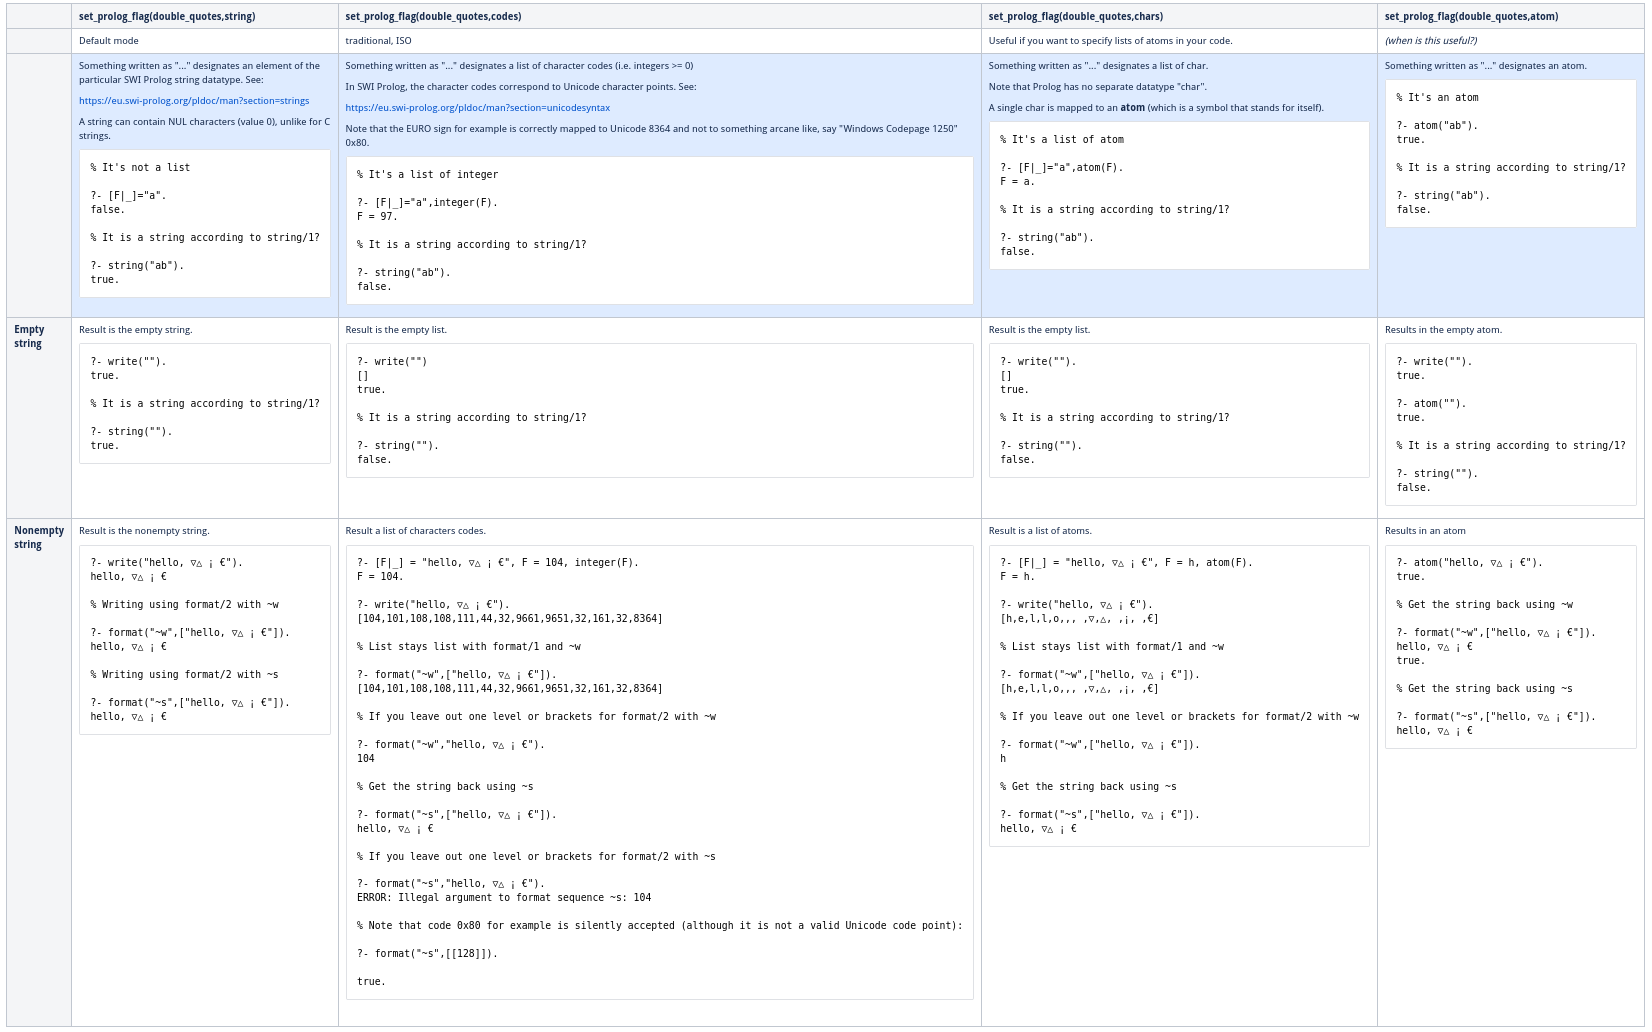 set_prolog_flag(double_quotes,string)
set_prolog_flag(double_quotes,codes)
set_prolog_flag(double_quotes,chars)
set_prolog_flag(double_quotes,atom)
Default mode
traditional, ISO
Useful if you want to specify lists of atoms in your code.
(when is this useful?)
Something written as "..." designates an element of the
particular SWI Prolog string datatype. See:
https://eu.swi-prolog.org/pldoc/man?section=strings
A string can contain NUL characters (value 0), unlike for C
strings.
% It's not a list
?- [F|_]="a".
false.
% It is a string according to string/1?
?- string("ab").
true.
Something written as "..." designates a list of character codes (i.e. integers >= 0)
In SWI Prolog, the character codes correspond to Unicode character points. See:
https://eu.swi-prolog.org/pldoc/man?section=unicodesyntax
Note that the EURO sign for example is correctly mapped to Unicode 8364 and not to something arcane like, say "Windows Codepage 1250"
0x80.
% It's a list of integer
?- [F|_]="a",integer(F).
F = 97.
% It is a string according to string/1?
?- string("ab").
false.
Something written as "..." designates a list of char.
Note that Prolog has no separate datatype "char".
A single char is mapped to an atom (which is a symbol that stands for itself).
% It's a list of atom
?- [F|_]="a",atom(F).
F = a.
% It is a string according to string/1?
?- string("ab").
false.
Something written as "..." designates an atom.
% It's an atom
?- atom("ab").
true.
% It is a string according to string/1?
?- string("ab").
false.
Empty
string
Result is the empty string.
?- write("").
true.
% It is a string according to string/1?
?- string("").
true.
Result is the empty list.
?- write("")
[]
true.
% It is a string according to string/1?
?- string("").
false.
Result is the empty list.
?- write("").
[]
true.
% It is a string according to string/1?
?- string("").
false.
Results in the empty atom.
?- write("").
true.
?- atom("").
true.
% It is a string according to string/1?
?- string("").
false.
Nonempty
string
Result is the nonempty string.
?- write("hello, ▽△ ¡ €").
hello, ▽△ ¡ €
% Writing using format/2 with ~w
?- format("~w",["hello, ▽△ ¡ €"]).
hello, ▽△ ¡ €
% Writing using format/2 with ~s
?- format("~s",["hello, ▽△ ¡ €"]).
hello, ▽△ ¡ €
Result a list of characters codes.
?- [F|_] = "hello, ▽△ ¡ €", F = 104, integer(F).
F = 104.
?- write("hello, ▽△ ¡ €").
[104,101,108,108,111,44,32,9661,9651,32,161,32,8364]
% List stays list with format/1 and ~w
?- format("~w",["hello, ▽△ ¡ €"]).
[104,101,108,108,111,44,32,9661,9651,32,161,32,8364]
% If you leave out one level or brackets for format/2 with ~w
?- format("~w","hello, ▽△ ¡ €").
104
% Get the string back using ~s
?- format("~s",["hello, ▽△ ¡ €"]).
hello, ▽△ ¡ €
% If you leave out one level or brackets for format/2 with ~s
?- format("~s","hello, ▽△ ¡ €").
ERROR: Illegal argument to format sequence ~s: 104
% Note that code 0x80 for example is silently accepted (although it is not a valid Unicode code point):
?- format("~s",[[128]]).
true.
Result is a list of atoms.
?- [F|_] = "hello, ▽△ ¡ €", F = h, atom(F).
F = h.
?- write("hello, ▽△ ¡ €").
[h,e,l,l,o,,, ,▽,△, ,¡, ,€]
% List stays list with format/1 and ~w
?- format("~w",["hello, ▽△ ¡ €"]).
[h,e,l,l,o,,, ,▽,△, ,¡, ,€]
% If you leave out one level or brackets for format/2 with ~w
?- format("~w",["hello, ▽△ ¡ €"]).
h
% Get the string back using ~s
?- format("~s",["hello, ▽△ ¡ €"]).
hello, ▽△ ¡ €
Results in an atom
?- atom("hello, ▽△ ¡ €").
true.
% Get the string back using ~w
?- format("~w",["hello, ▽△ ¡ €"]).
hello, ▽△ ¡ €
true.
% Get the string back using ~s
?- format("~s",["hello, ▽△ ¡ €"]).
hello, ▽△ ¡ €